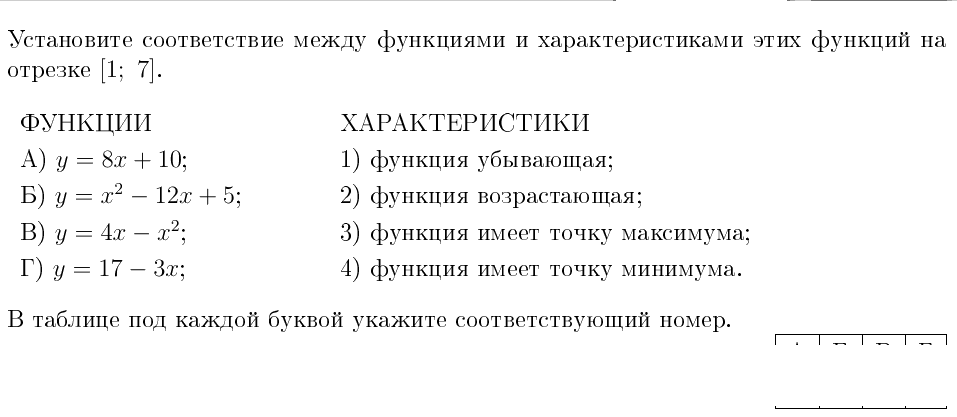 Установите соответствие между функциями и характеристиками этих функций на
отрезке [1; 7].
ФУНКЦИИ ХАРАКТЕРИСТИКИ
А) y = 8x + 10; 1) функция убывающая;
Б) y = x² − 12x + 5; 2) функция возрастающая;
В) y = 4x − x²; 3) функция имеет точку максимума;
Г) y = 17 − 3x; 4) функция имеет точку минимума.
В таблице под каждой буквой укажите соответствующий номер.